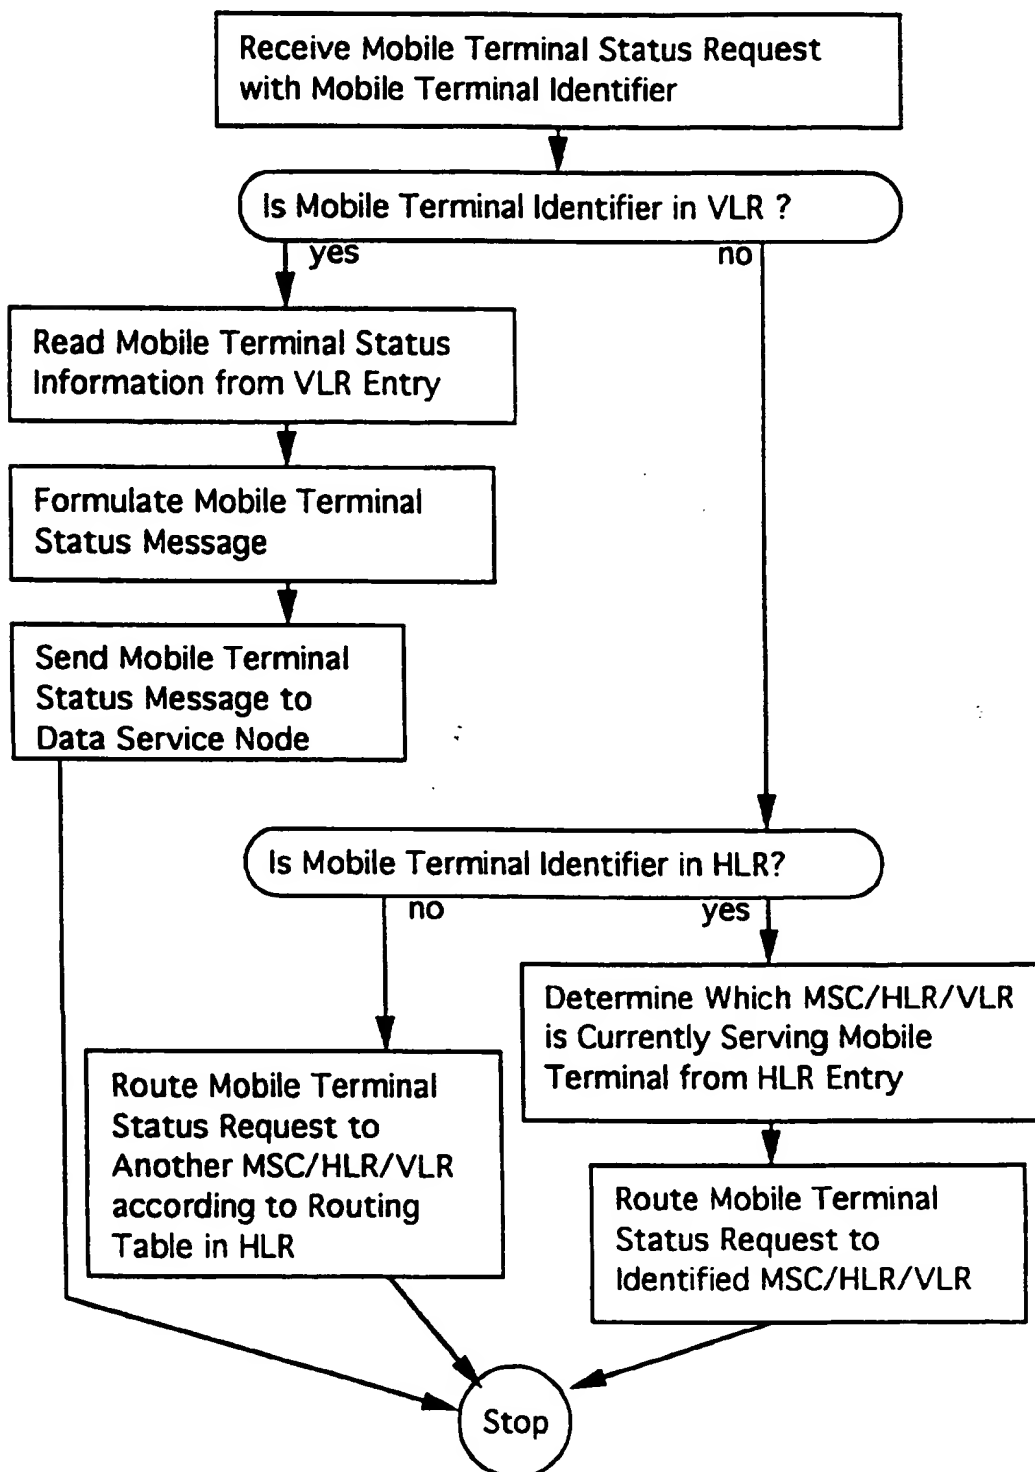 Receive Mobile Terminal Status Request
with Mobile Terminal Identifier
Is Mobile Terminal Identifier in VLR ?
yes
no
Read Mobile Terminal Status
Information from VLR Entry
Formulate Mobile Terminal
Status Message
Send Mobile Terminal
Status Message to
Data Service Node
Is Mobile Terminal Identifier in HLR?
no
yes
Determine Which MSC/HLR/VLR
is Currently Serving Mobile
Terminal from HLR Entry
Route Mobile Terminal
Status Request to
Another MSC/HLR/VLR
according to Routing
Table in HLR
Route Mobile Terminal
Status Request to
Identified MSC/HLR/VLR
Stop